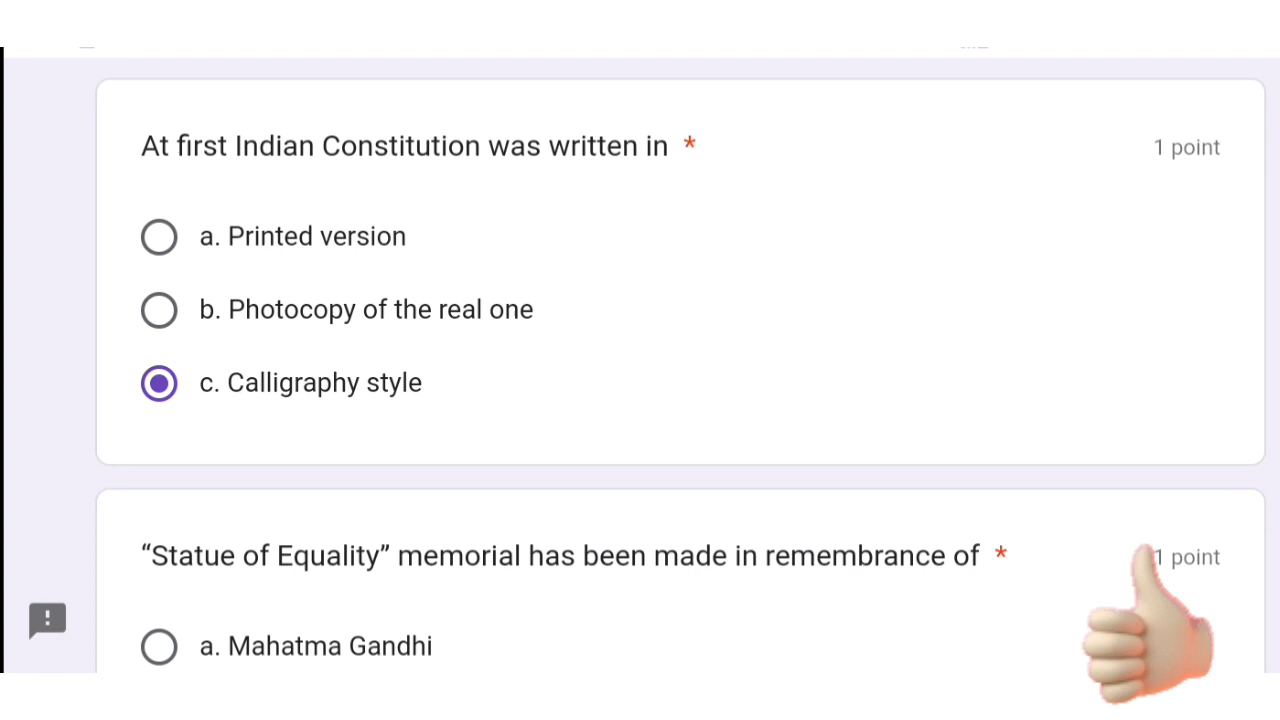 At first Indian Constitution was written in *
1 point
a. Printed version
b. Photocopy of the real one
c. Calligraphy style
“Statue of Equality” memorial has been made in remembrance of *
1 point
a. Mahatma Gandhi